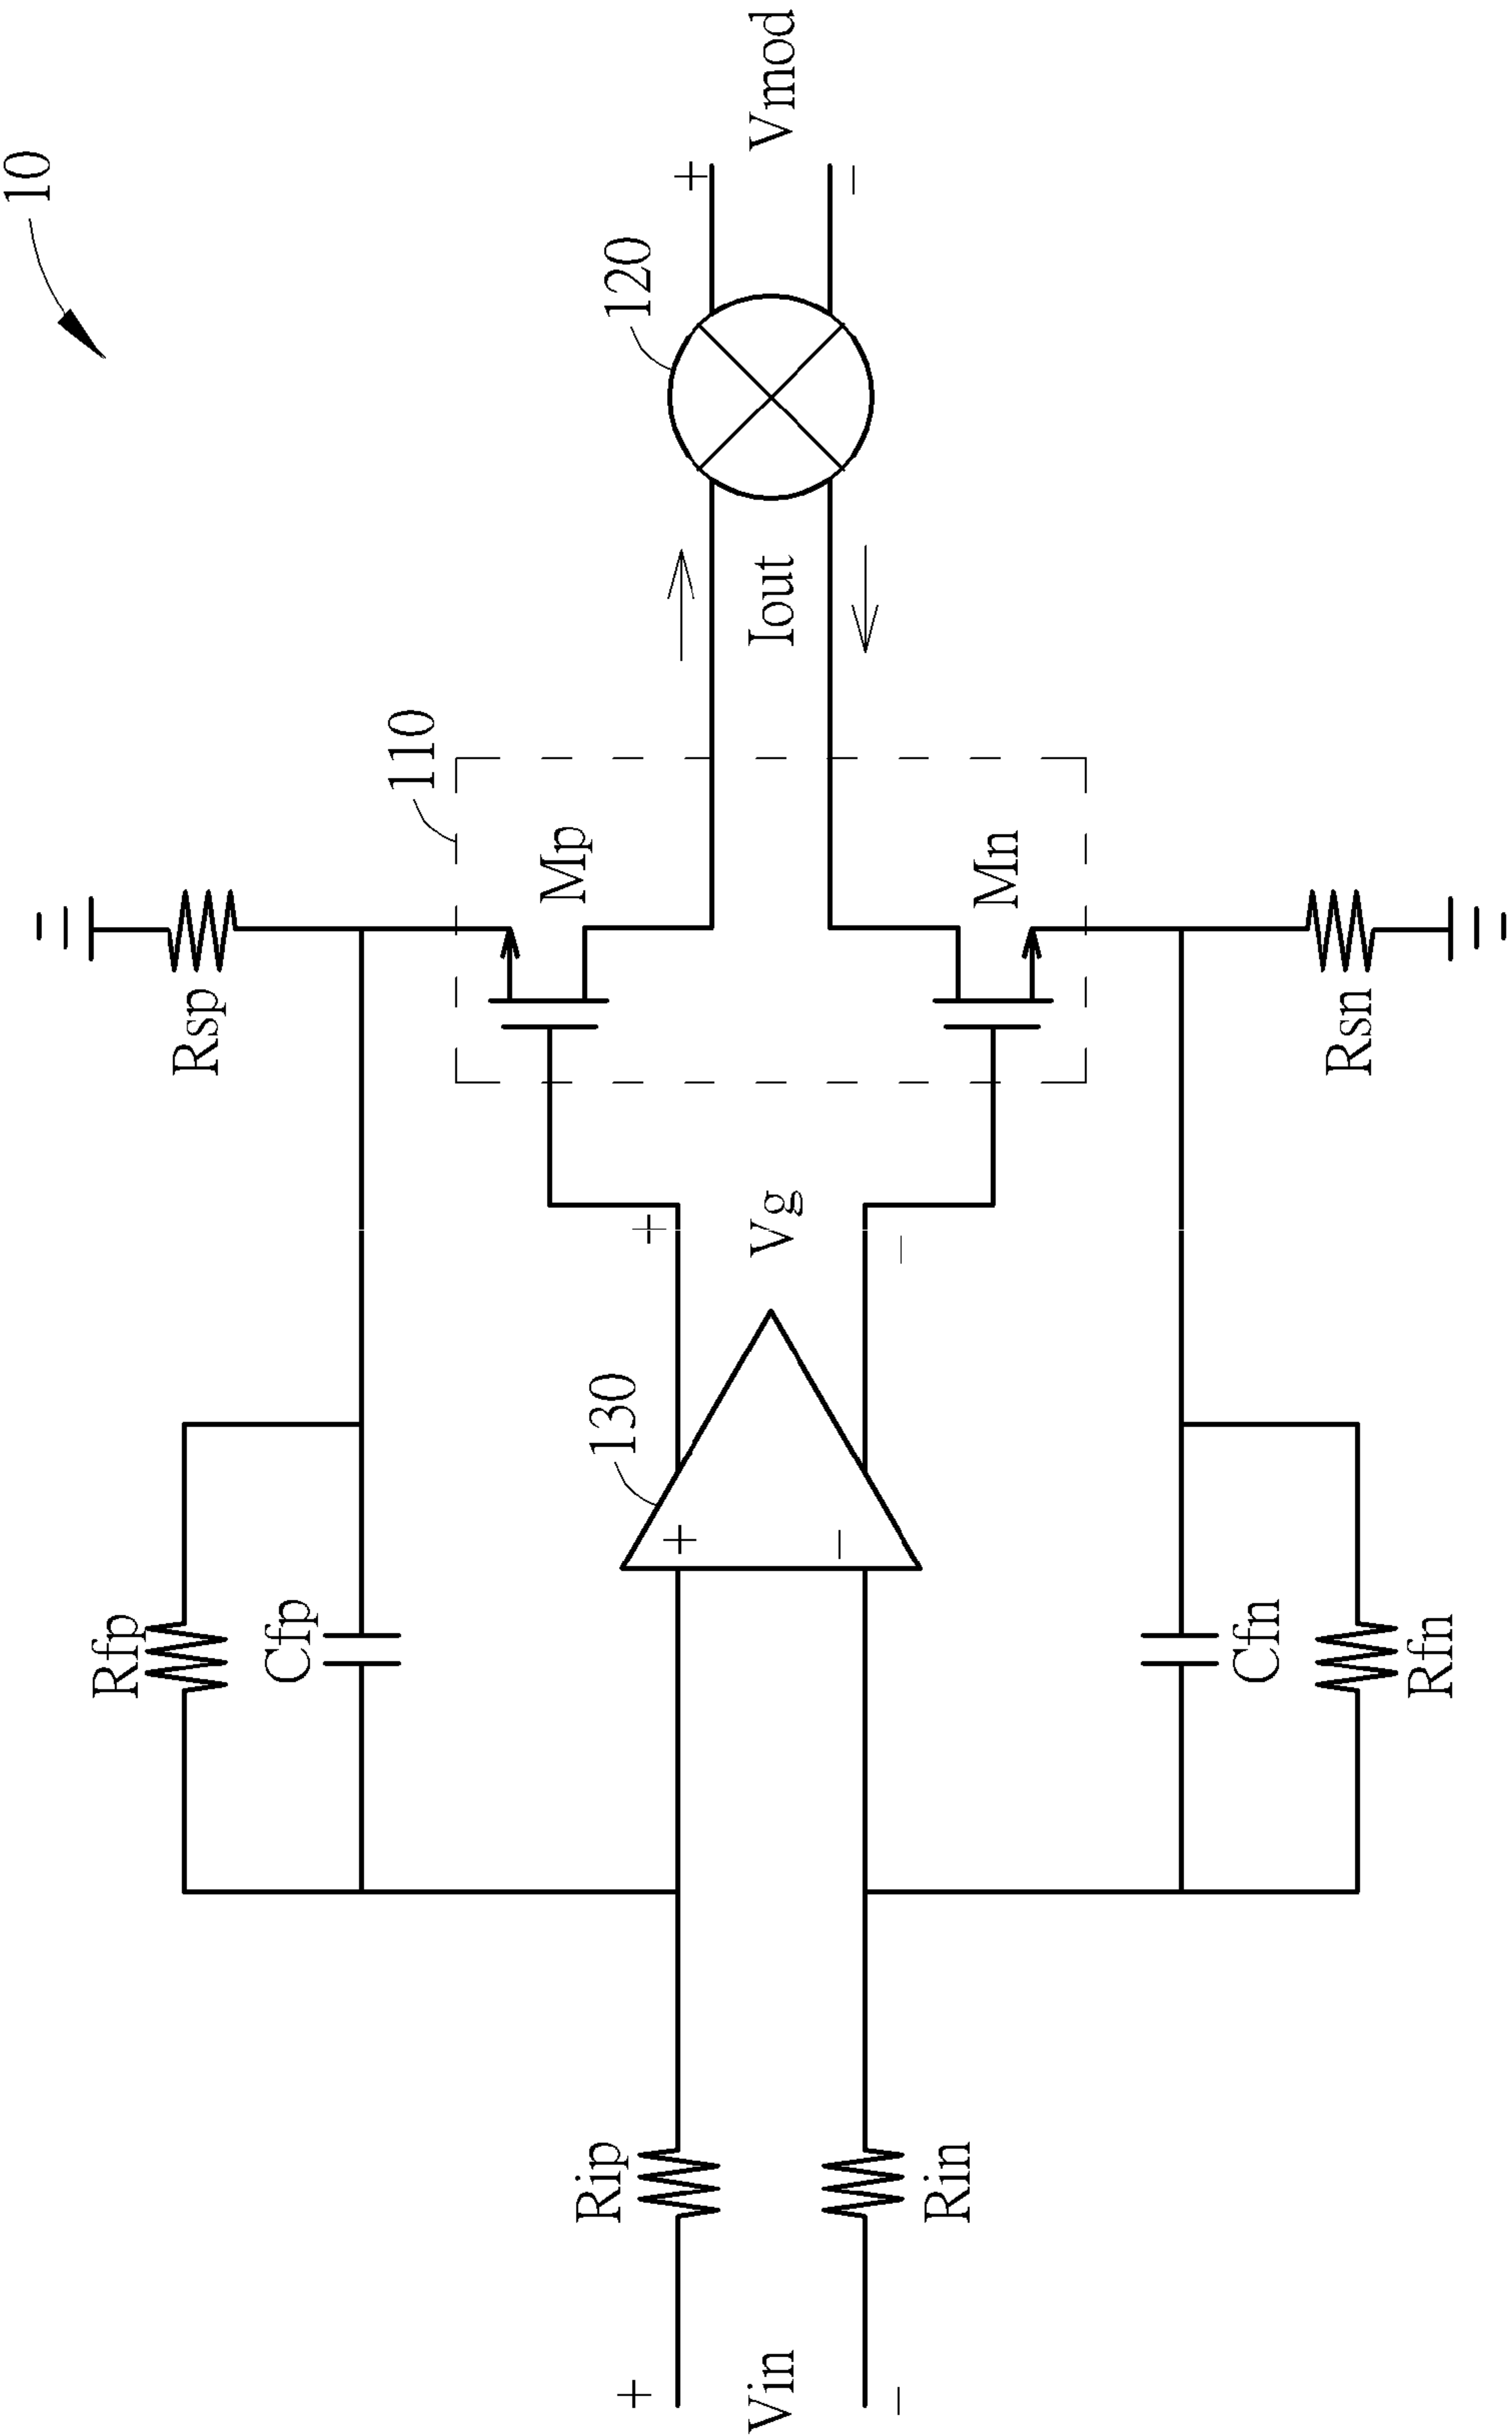 10
Rfp
Rsp
Cfp
110
Mp
130
120
Rip
+
+
+
+
Vin
Vg
Iout
Vmod
−
−
−
−
Rin
Mn
Cfn
Rsn
Rfn